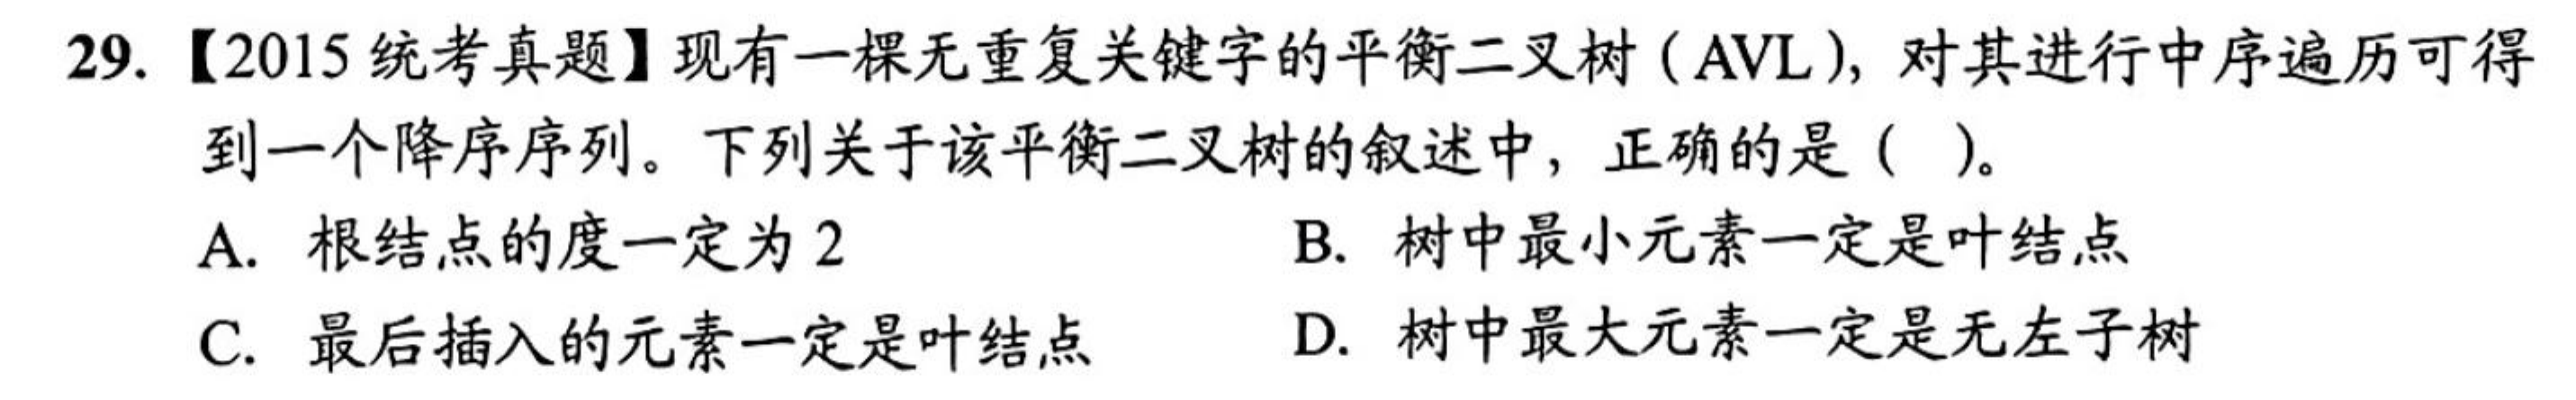 29.【2015 统考真题】现有一棵无重复关键字的平衡二叉树（AVL），对其进行中序遍历可得
到一个降序序列。下列关于该平衡二叉树的叙述中，正确的是（ ）。
A. 根结点的度一定为 2 B. 树中最小元素一定是叶结点
C. 最后插入的元素一定是叶结点 D. 树中最大元素一定是无左子树